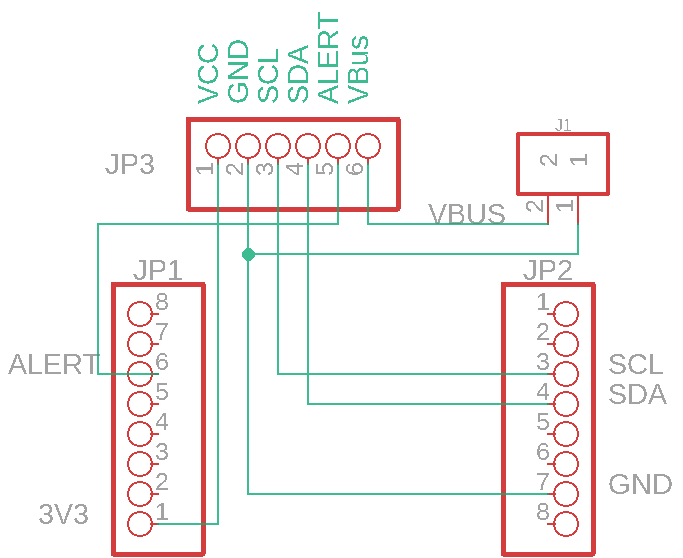 VCC
GND
SCL
SDA
ALERT
VBus
JP3
1
2
3
4
5
6
J1
2
1
2
1
VBUS
JP1
8
7
6
5
4
3
2
1
ALERT
3V3
JP2
1
2
3
4
5
6
7
8
SCL
SDA
GND